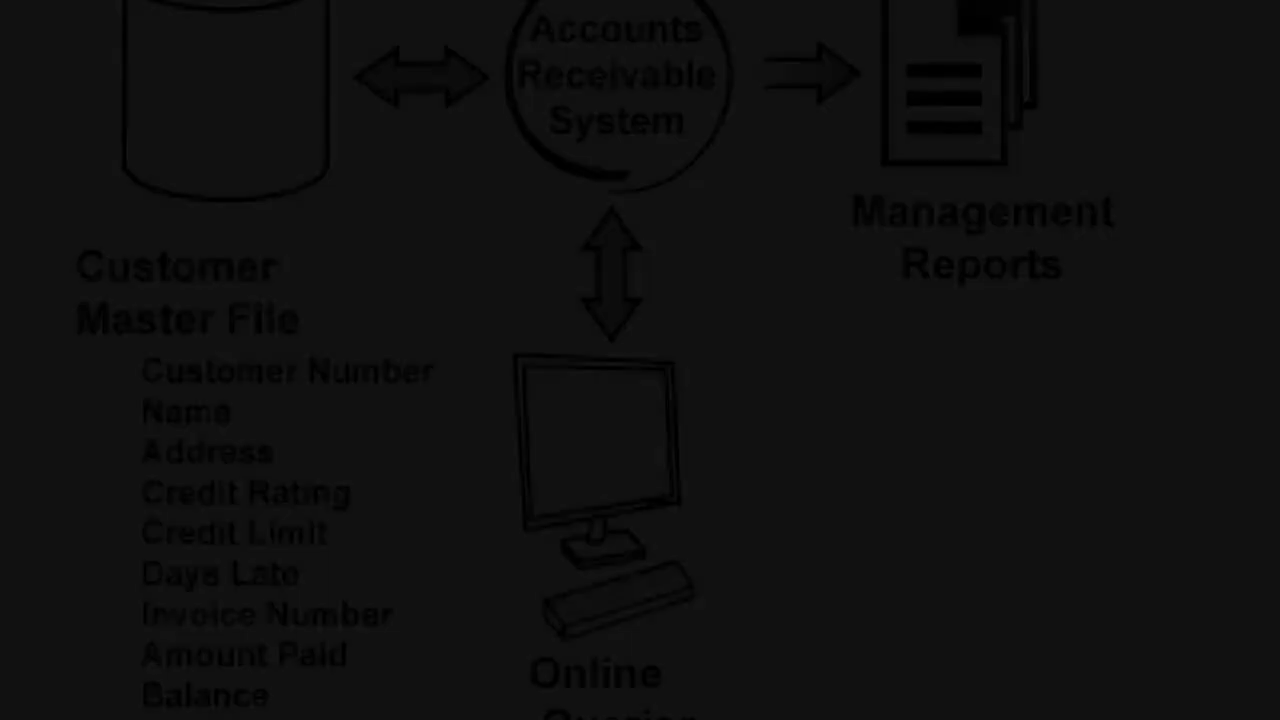 Accounts
Receivable
System
Management
Reports
Customer
Master File
Customer Number
Name
Address
Credit Rating
Credit Limit
Days Late
Invoice Number
Amount Paid
Balance
Online